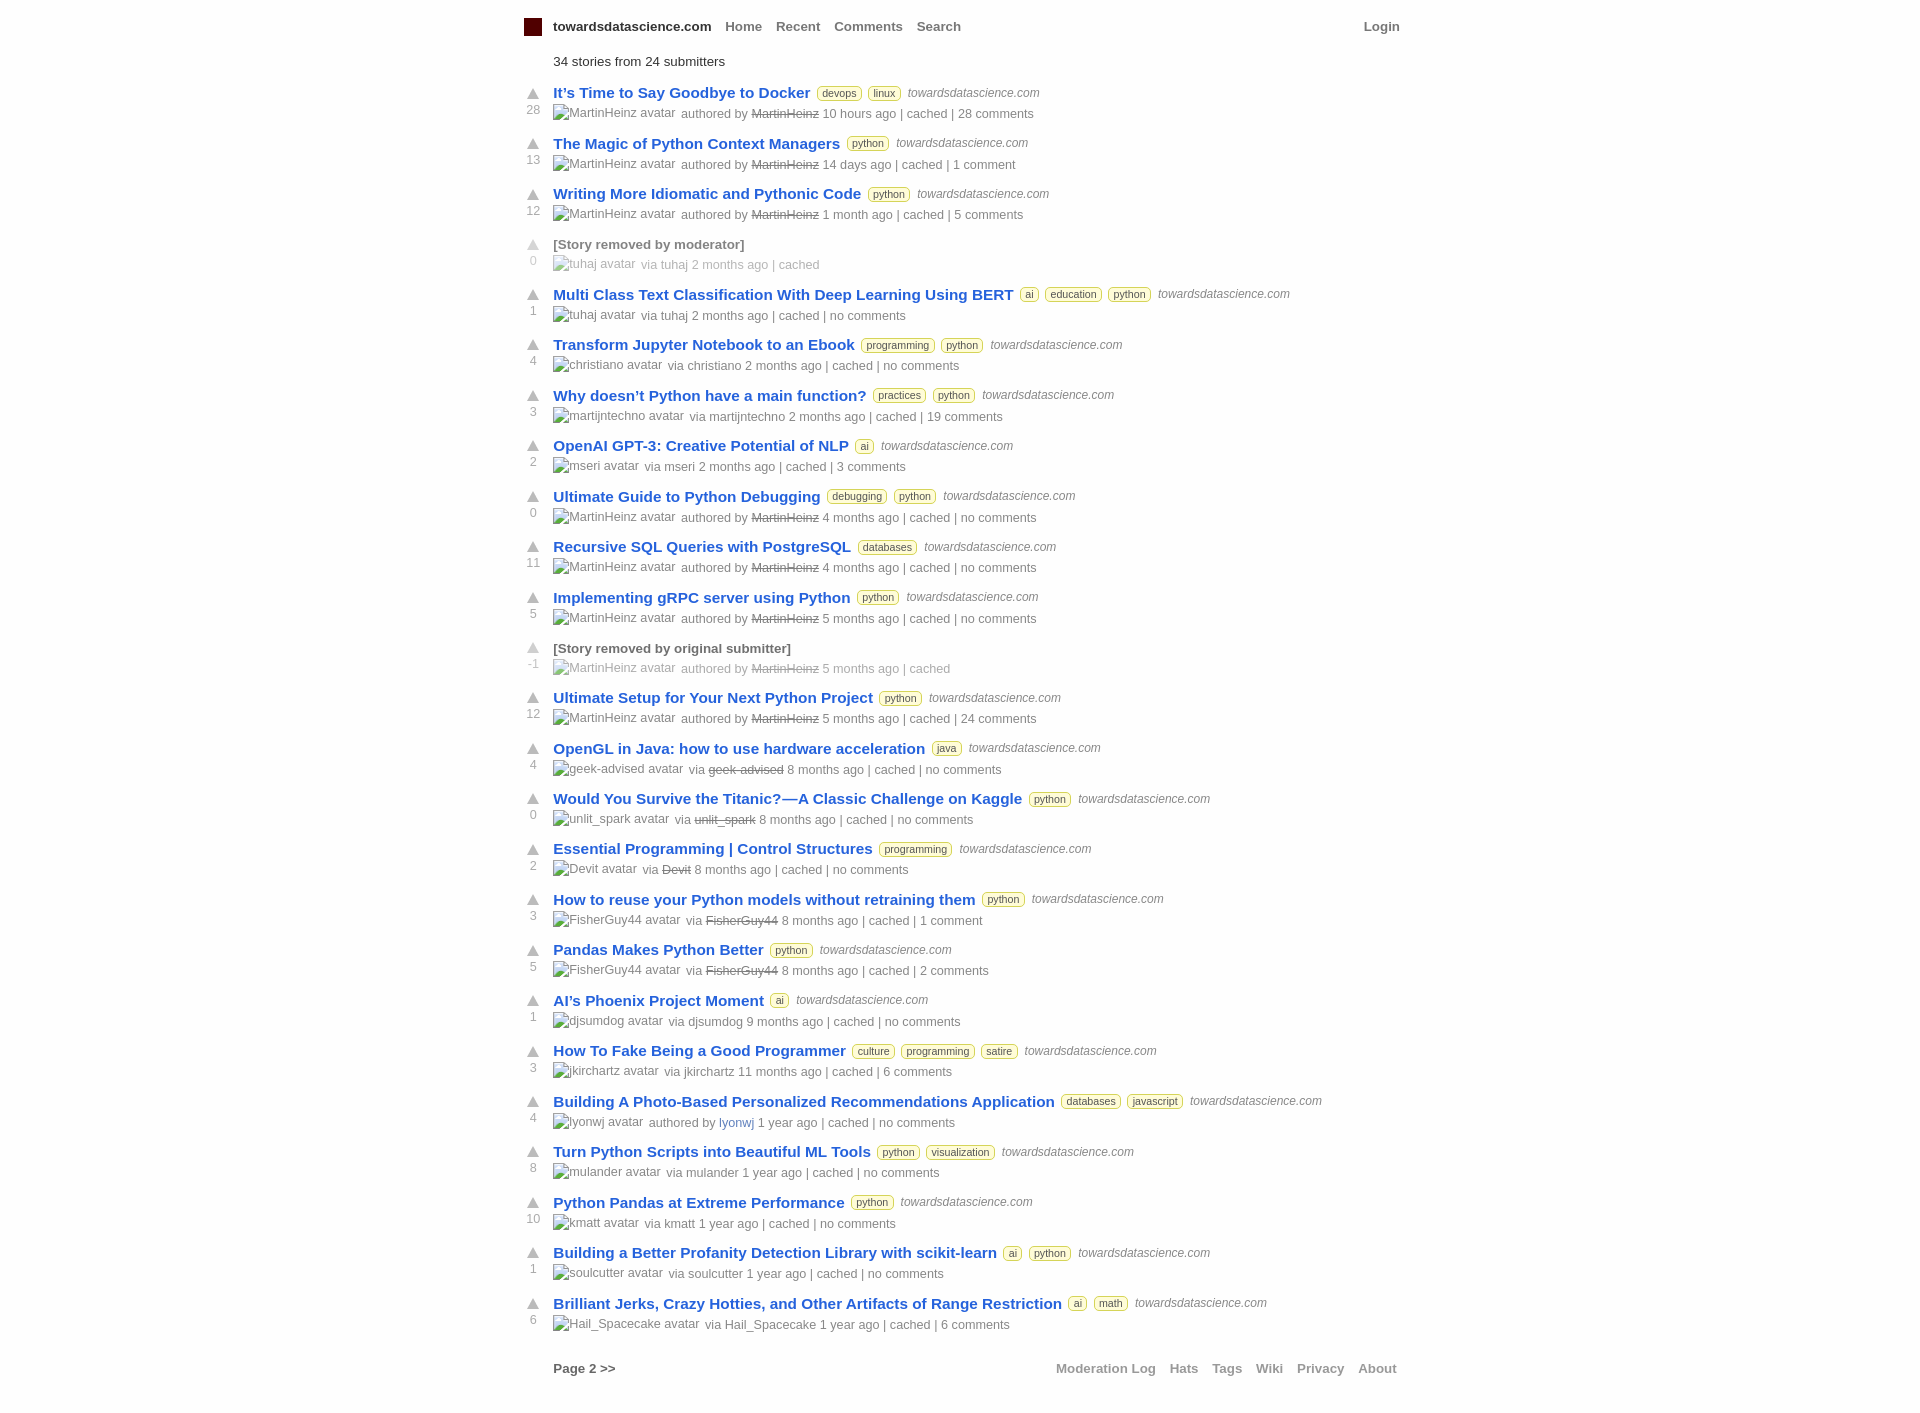 towardsdatascience.com Home Recent Comments Search Login
34 stories from 24 submitters
It’s Time to Say Goodbye to Docker devops linux towardsdatascience.com
28 MartinHeinz avatar authored by MartinHeinz 10 hours ago | cached | 28 comments
The Magic of Python Context Managers python towardsdatascience.com
13 MartinHeinz avatar authored by MartinHeinz 14 days ago | cached | 1 comment
Writing More Idiomatic and Pythonic Code python towardsdatascience.com
12 MartinHeinz avatar authored by MartinHeinz 1 month ago | cached | 5 comments
[Story removed by moderator]
0 tuhaj avatar via tuhaj 2 months ago | cached
Multi Class Text Classification With Deep Learning Using BERT ai education python towardsdatascience.com
1 tuhaj avatar via tuhaj 2 months ago | cached | no comments
Transform Jupyter Notebook to an Ebook programming python towardsdatascience.com
4 christiano avatar via christiano 2 months ago | cached | no comments
Why doesn’t Python have a main function? practices python towardsdatascience.com
3 martijntechno avatar via martijntechno 2 months ago | cached | 19 comments
OpenAI GPT-3: Creative Potential of NLP ai towardsdatascience.com
2 mseri avatar via mseri 2 months ago | cached | 3 comments
Ultimate Guide to Python Debugging debugging python towardsdatascience.com
0 MartinHeinz avatar authored by MartinHeinz 4 months ago | cached | no comments
Recursive SQL Queries with PostgreSQL databases towardsdatascience.com
11 MartinHeinz avatar authored by MartinHeinz 4 months ago | cached | no comments
Implementing gRPC server using Python python towardsdatascience.com
5 MartinHeinz avatar authored by MartinHeinz 5 months ago | cached | no comments
[Story removed by original submitter]
-1 MartinHeinz avatar authored by MartinHeinz 5 months ago | cached
Ultimate Setup for Your Next Python Project python towardsdatascience.com
12 MartinHeinz avatar authored by MartinHeinz 5 months ago | cached | 24 comments
OpenGL in Java: how to use hardware acceleration java towardsdatascience.com
4 geek-advised avatar via geek-advised 8 months ago | cached | no comments
Would You Survive the Titanic?—A Classic Challenge on Kaggle python towardsdatascience.com
0 unlit_spark avatar via unlit_spark 8 months ago | cached | no comments
Essential Programming | Control Structures programming towardsdatascience.com
2 Devit avatar via Devit 8 months ago | cached | no comments
How to reuse your Python models without retraining them python towardsdatascience.com
3 FisherGuy44 avatar via FisherGuy44 8 months ago | cached | 1 comment
Pandas Makes Python Better python towardsdatascience.com
5 FisherGuy44 avatar via FisherGuy44 8 months ago | cached | 2 comments
AI’s Phoenix Project Moment ai towardsdatascience.com
1 djsumdog avatar via djsumdog 9 months ago | cached | no comments
How To Fake Being a Good Programmer culture programming satire towardsdatascience.com
3 jkirchartz avatar via jkirchartz 11 months ago | cached | 6 comments
Building A Photo-Based Personalized Recommendations Application databases javascript towardsdatascience.com
4 lyonwj avatar authored by lyonwj 1 year ago | cached | no comments
Turn Python Scripts into Beautiful ML Tools python visualization towardsdatascience.com
8 mulander avatar via mulander 1 year ago | cached | no comments
Python Pandas at Extreme Performance python towardsdatascience.com
10 kmatt avatar via kmatt 1 year ago | cached | no comments
Building a Better Profanity Detection Library with scikit-learn ai python towardsdatascience.com
1 soulcutter avatar via soulcutter 1 year ago | cached | no comments
Brilliant Jerks, Crazy Hotties, and Other Artifacts of Range Restriction ai math towardsdatascience.com
6 Hail_Spacecake avatar via Hail_Spacecake 1 year ago | cached | 6 comments
Page 2 >> Moderation Log Hats Tags Wiki Privacy About